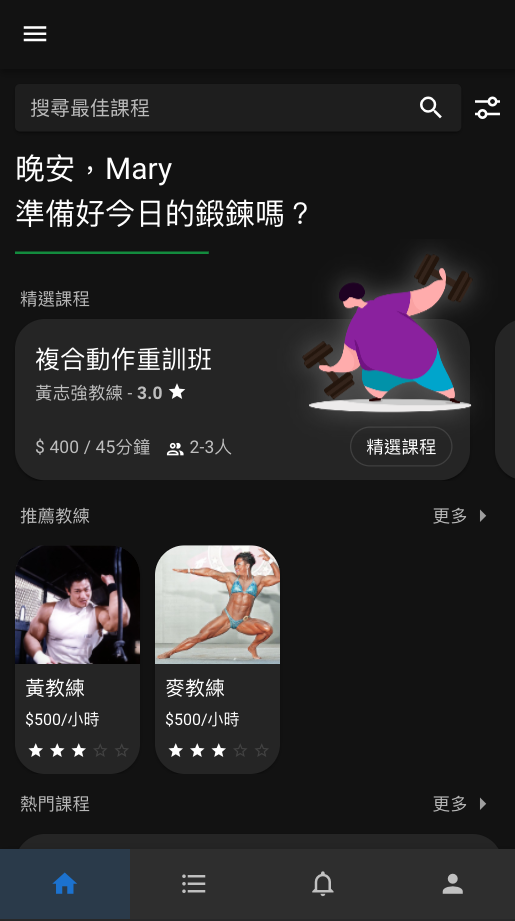 搜尋最佳課程
晚安，Mary
準備好今日的鍛鍊嗎？
精選課程
複合動作重訓班
黃志強教練 - 3.0
$ 400 / 45分鐘 2-3人
精選課程
推薦教練 更多
黃教練 麥教練
$500/小時 $500/小時
熱門課程 更多